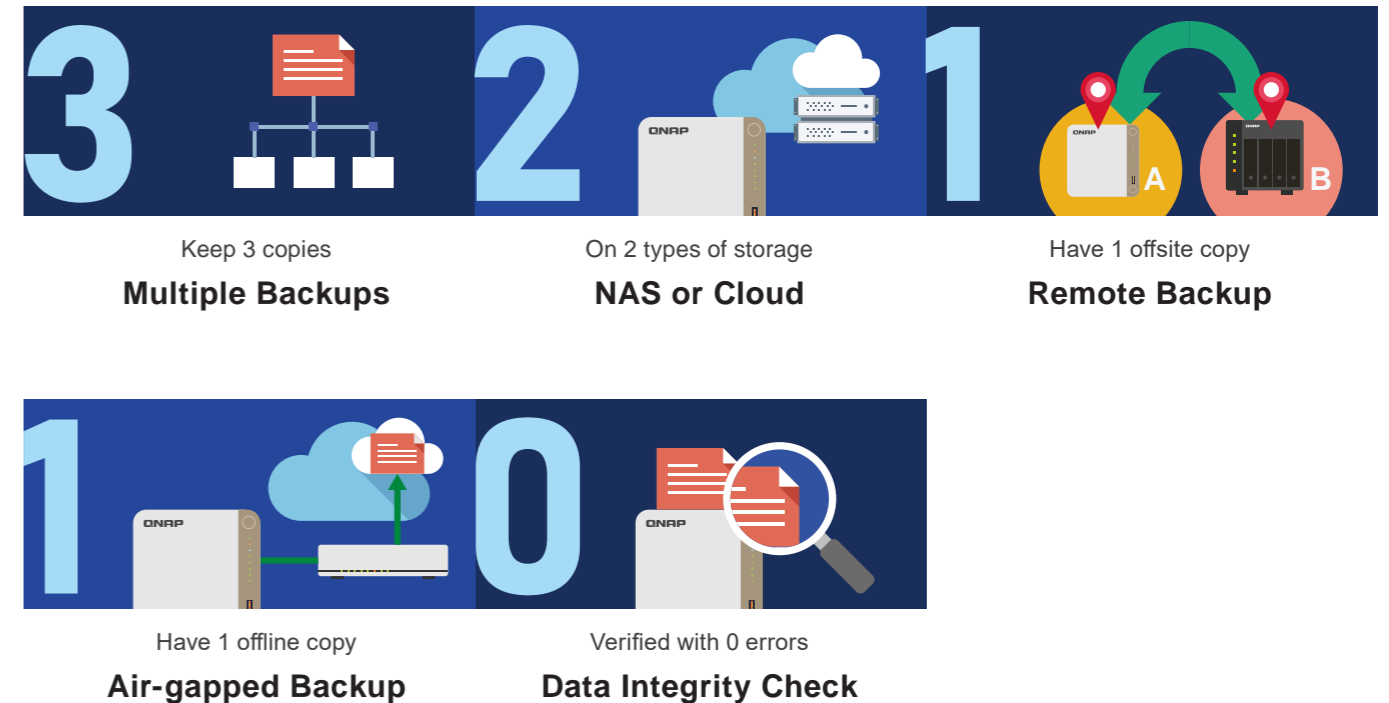 3
QNAP
2
QNAP
A
QNAP
B
1
Keep 3 copies
Multiple Backups
On 2 types of storage
NAS or Cloud
Have 1 offsite copy
Remote Backup
1
QNAP
0
QNAP
Have 1 offline copy
Air-gapped Backup
Verified with 0 errors
Data Integrity Check